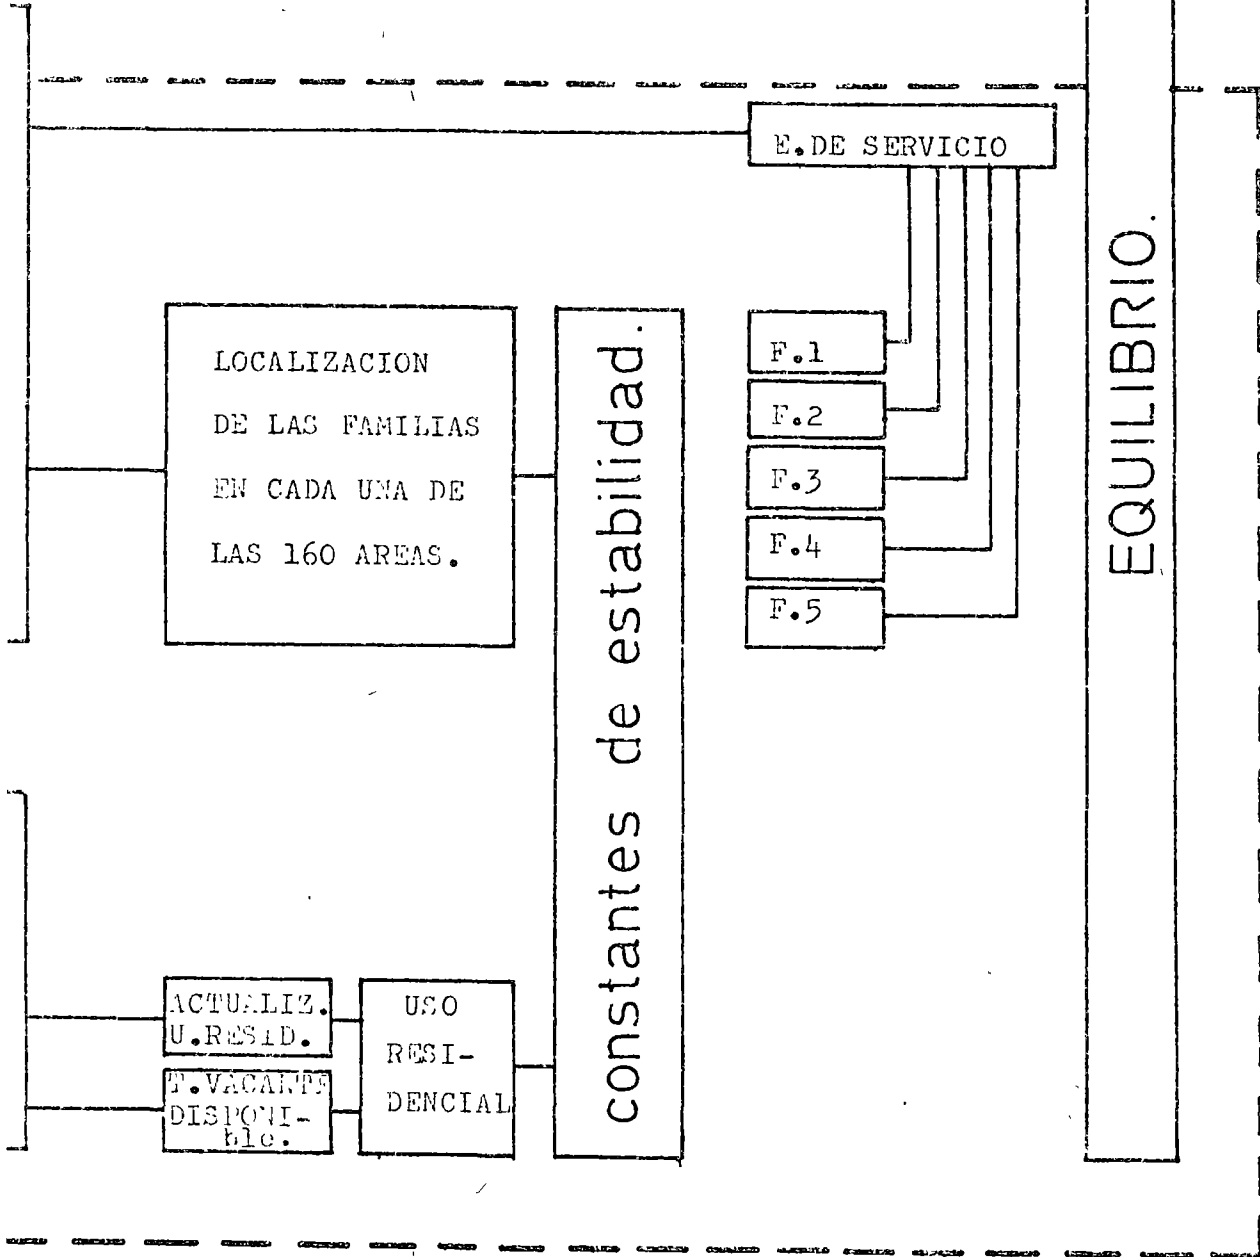 E.DE SERVICIO
LOCALIZACION
DE LAS FAMILIAS
EN CADA UNA DE
LAS 160 AREAS.
constantes de estabilidad.
F.1
F.2
F.3
F.4
F.5
EQUILIBRIO.
ACTUALIZ.
U.RESID.
T.VACANTE
DISPONI-
ble.
USO
RESI-
DENCIAL